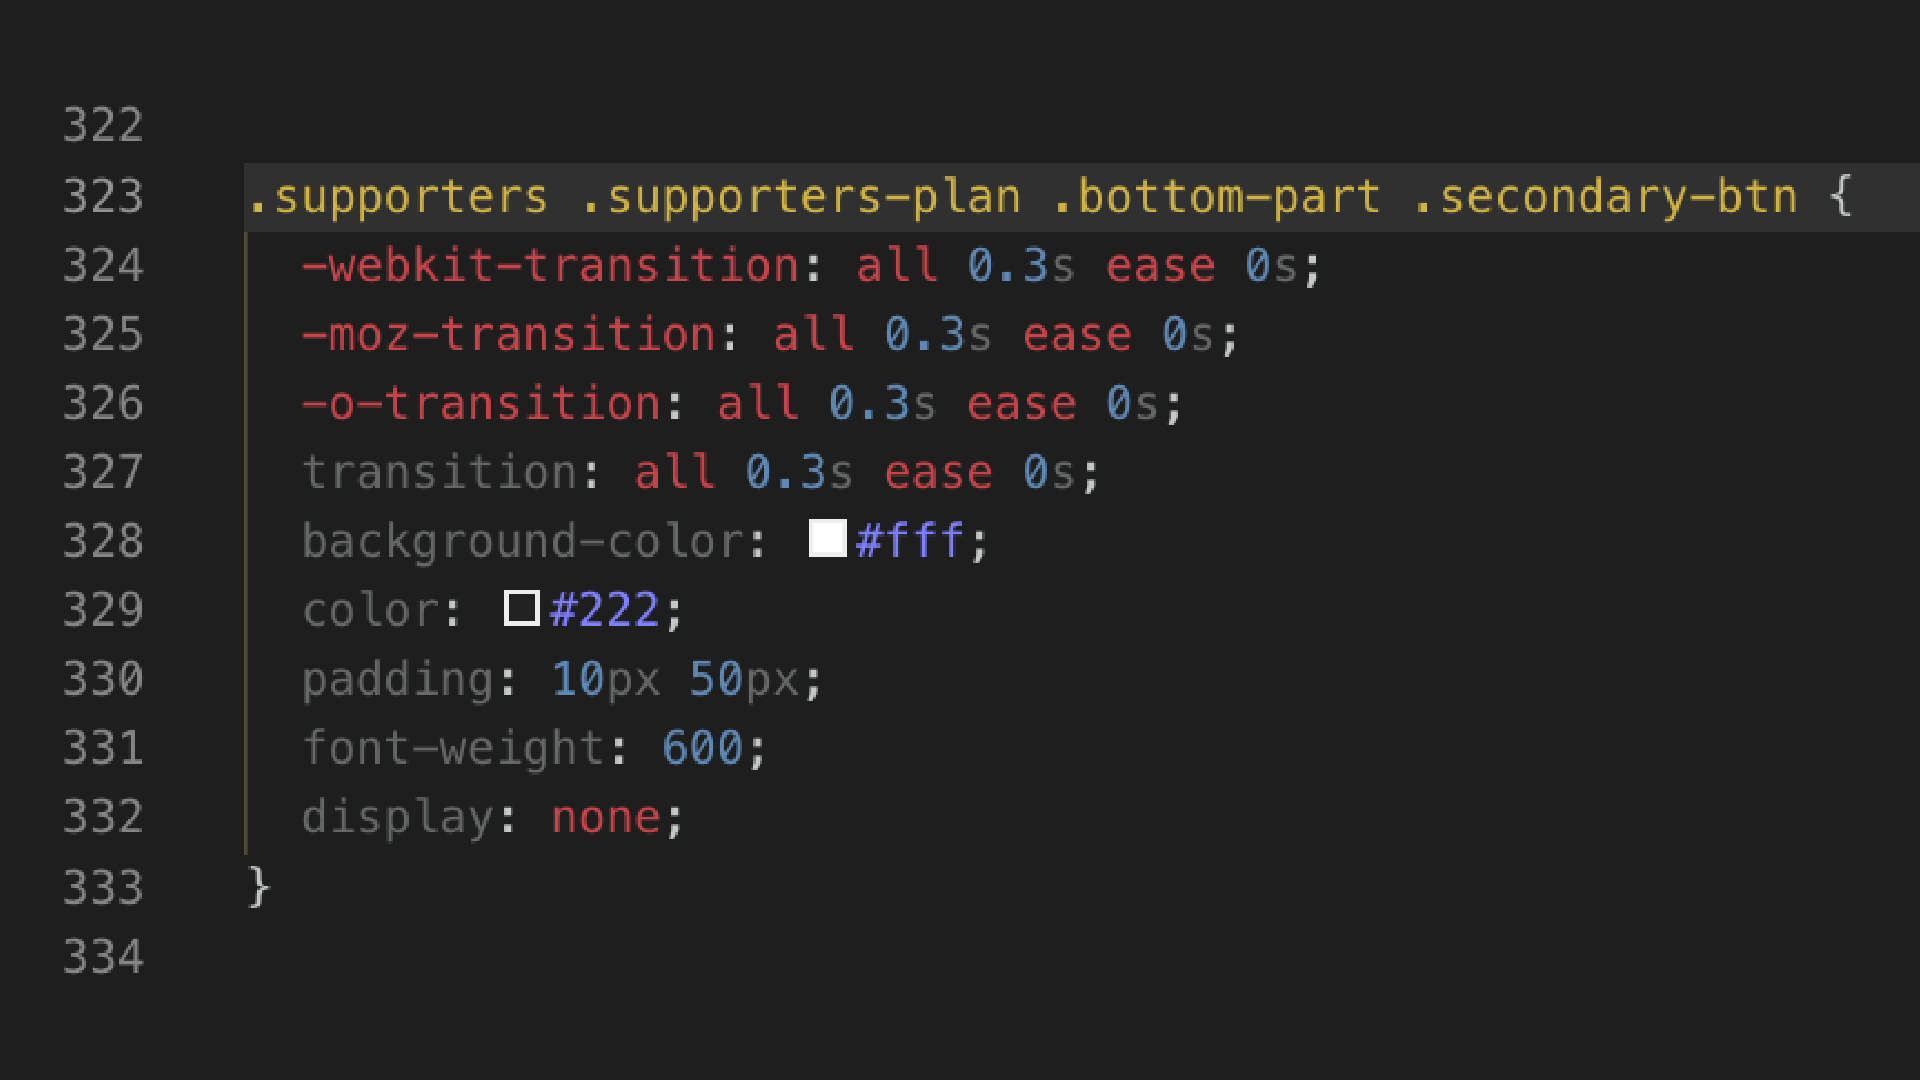 322
323 .supporters .supporters-plan .bottom-part .secondary-btn {
324 -webkit-transition: all 0.3s ease 0s;
325 -moz-transition: all 0.3s ease 0s;
326 -o-transition: all 0.3s ease 0s;
327 transition: all 0.3s ease 0s;
328 background-color: #fff;
329 color: #222;
330 padding: 10px 50px;
331 font-weight: 600;
332 display: none;
333 }
334